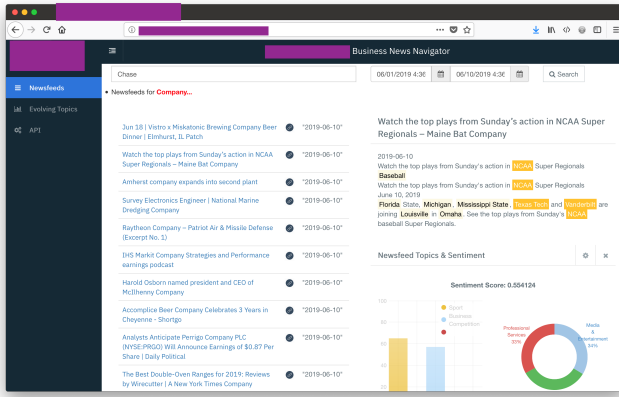 Business News Navigator
Newsfeeds
Evolving Topics
API
Chase
06/01/2019 4:36
06/10/2019 4:36
Search
Newsfeeds for Company...
Jun 18 | Vistro x Miskatonic Brewing Company Beer
Dinner | Elmhurst, IL Patch
"2019-06-10"
Watch the top plays from Sunday's action in NCAA
Super Regionals – Maine Bat Company
"2019-06-10"
Amherst company expands into second plant
"2019-06-10"
Survey Electronics Engineer | National Marine
Dredging Company
"2019-06-10"
Raytheon Company – Patriot Air & Missile Defense
(Excerpt No. 1)
"2019-06-10"
IHS Markit Company Strategies and Performance
earnings podcast
"2019-06-10"
Harold Osborn named president and CEO of
McIlhenny Company
"2019-06-10"
Accomplice Beer Company Celebrates 3 Years in
Cheyenne - Shortgo
"2019-06-10"
Analysts Anticipate Perrigo Company PLC
(NYSE:PRGO) Will Announce Earnings of $0.87 Per
Share | Daily Political
"2019-06-10"
The Best Double-Oven Ranges for 2019: Reviews
by Wirecutter | A New York Times Company
"2019-06-10"
Watch the top plays from Sunday's action in NCAA Super
Regionals – Maine Bat Company
2019-06-10
Watch the top plays from Sunday's action in NCAA Super Regionals
Baseball
Watch the top plays from Sunday's action in NCAA Super Regionals
June 10, 2019
Florida State, Michigan, Mississippi State, Texas Tech and Vanderbilt are
joining Louisville in Omaha. See the top plays from Sunday's NCAA
baseball Super Regionals.
Newsfeed Topics & Sentiment
Sentiment Score: 0.554124
100
80
60
40
20
Sport
Business
Competition
Professional
Services
33%
Media
&
Entertainment
34%